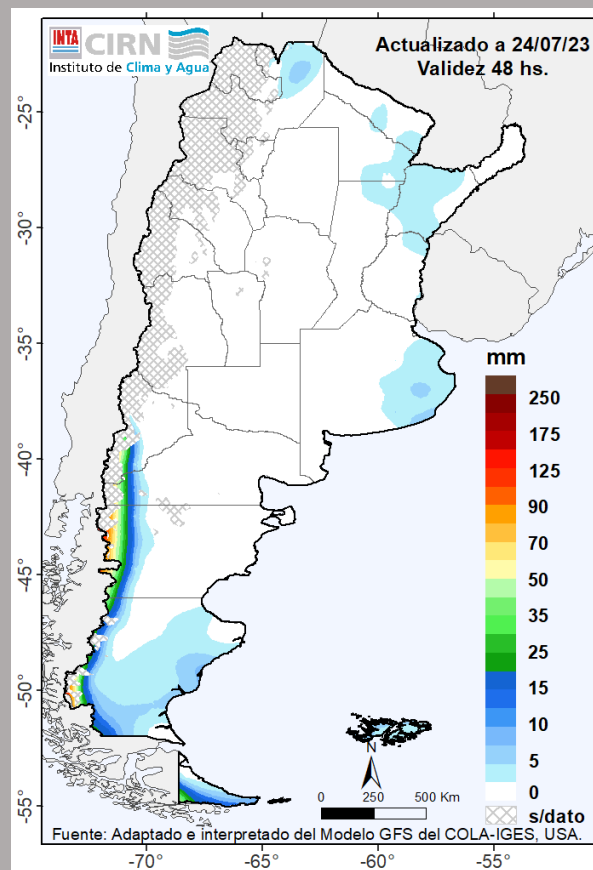 INTA CIRN
Instituto de Clima y Agua
Actualizado a 24/07/23
Validez 48 hs.
-25°
-30°
-35°
-40°
-45°
-50°
-55°
mm
250
175
125
90
70
50
35
25
15
10
5
0
s/dato
N
0 250 500 Km
Fuente: Adaptado e interpretado del Modelo GFS del COLA-IGES, USA.
-70° -65° -60° -55°